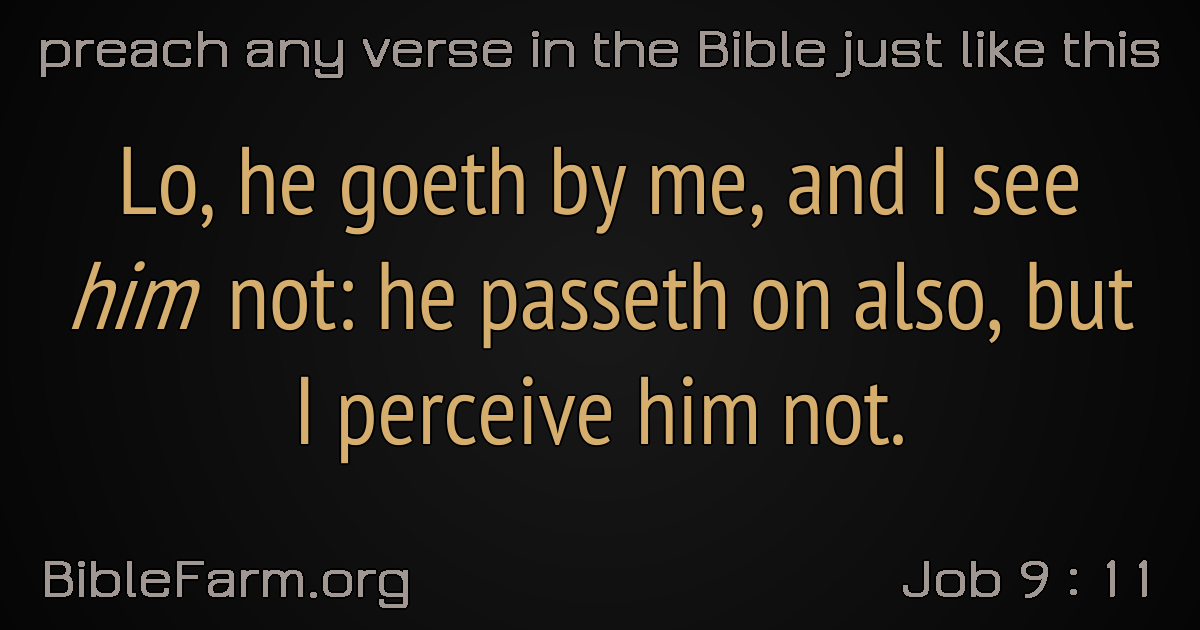 preach any verse in the Bible just like this
Lo, he goeth by me, and I see
him not: he passeth on also, but
I perceive him not.
BibleFarm.org
Job 9 : 11